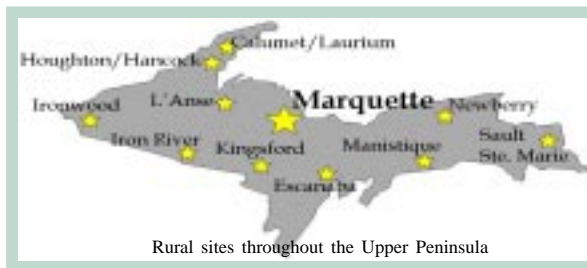 Calumet/Laurium
Houghton/Hancock
L'Anse
Marquette
Newberry
Ironwood
Iron River
Kingsford
Manistique
Sault
Ste. Marie
Escanaba
Rural sites throughout the Upper Peninsula